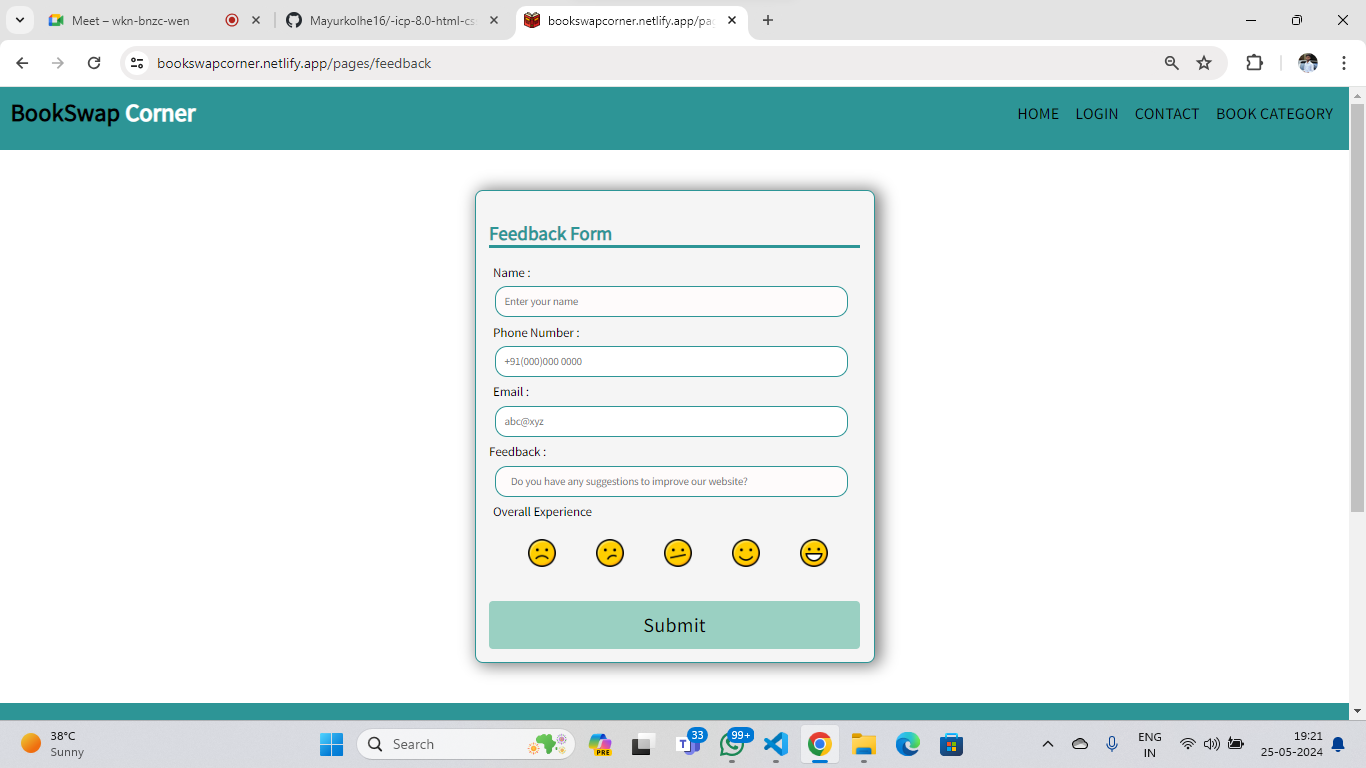 Meet – wkn-bnzc-wen
Mayurkolhe16/-icp-8.0-html-cs
bookswapcorner.netlify.app/pag
bookswapcorner.netlify.app/pages/feedback
BookSwap Corner
HOME LOGIN CONTACT BOOK CATEGORY
Feedback Form
Name :
Enter your name
Phone Number :
+91(000)000 0000
Email :
abc@xyz
Feedback :
Do you have any suggestions to improve our website?
Overall Experience
Submit
38°C
Sunny
Search
PRE
33
99+
ENG
IN
19:21
25-05-2024